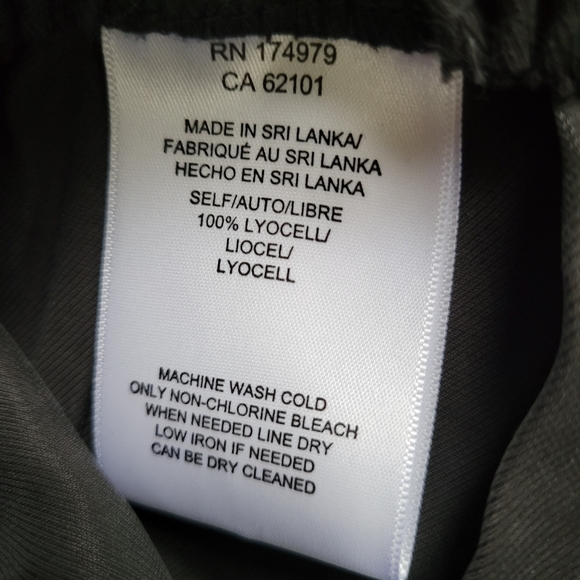 RN 174979
CA 62101
MADE IN SRI LANKA/
FABRIQUÉ AU SRI LANKA
HECHO EN SRI LANKA
SELF/AUTO/LIBRE
100% LYOCELL/
LIOCEL/
LYOCELL
MACHINE WASH COLD
ONLY NON-CHLORINE BLEACH
WHEN NEEDED LINE DRY
LOW IRON IF NEEDED
CAN BE DRY CLEANED